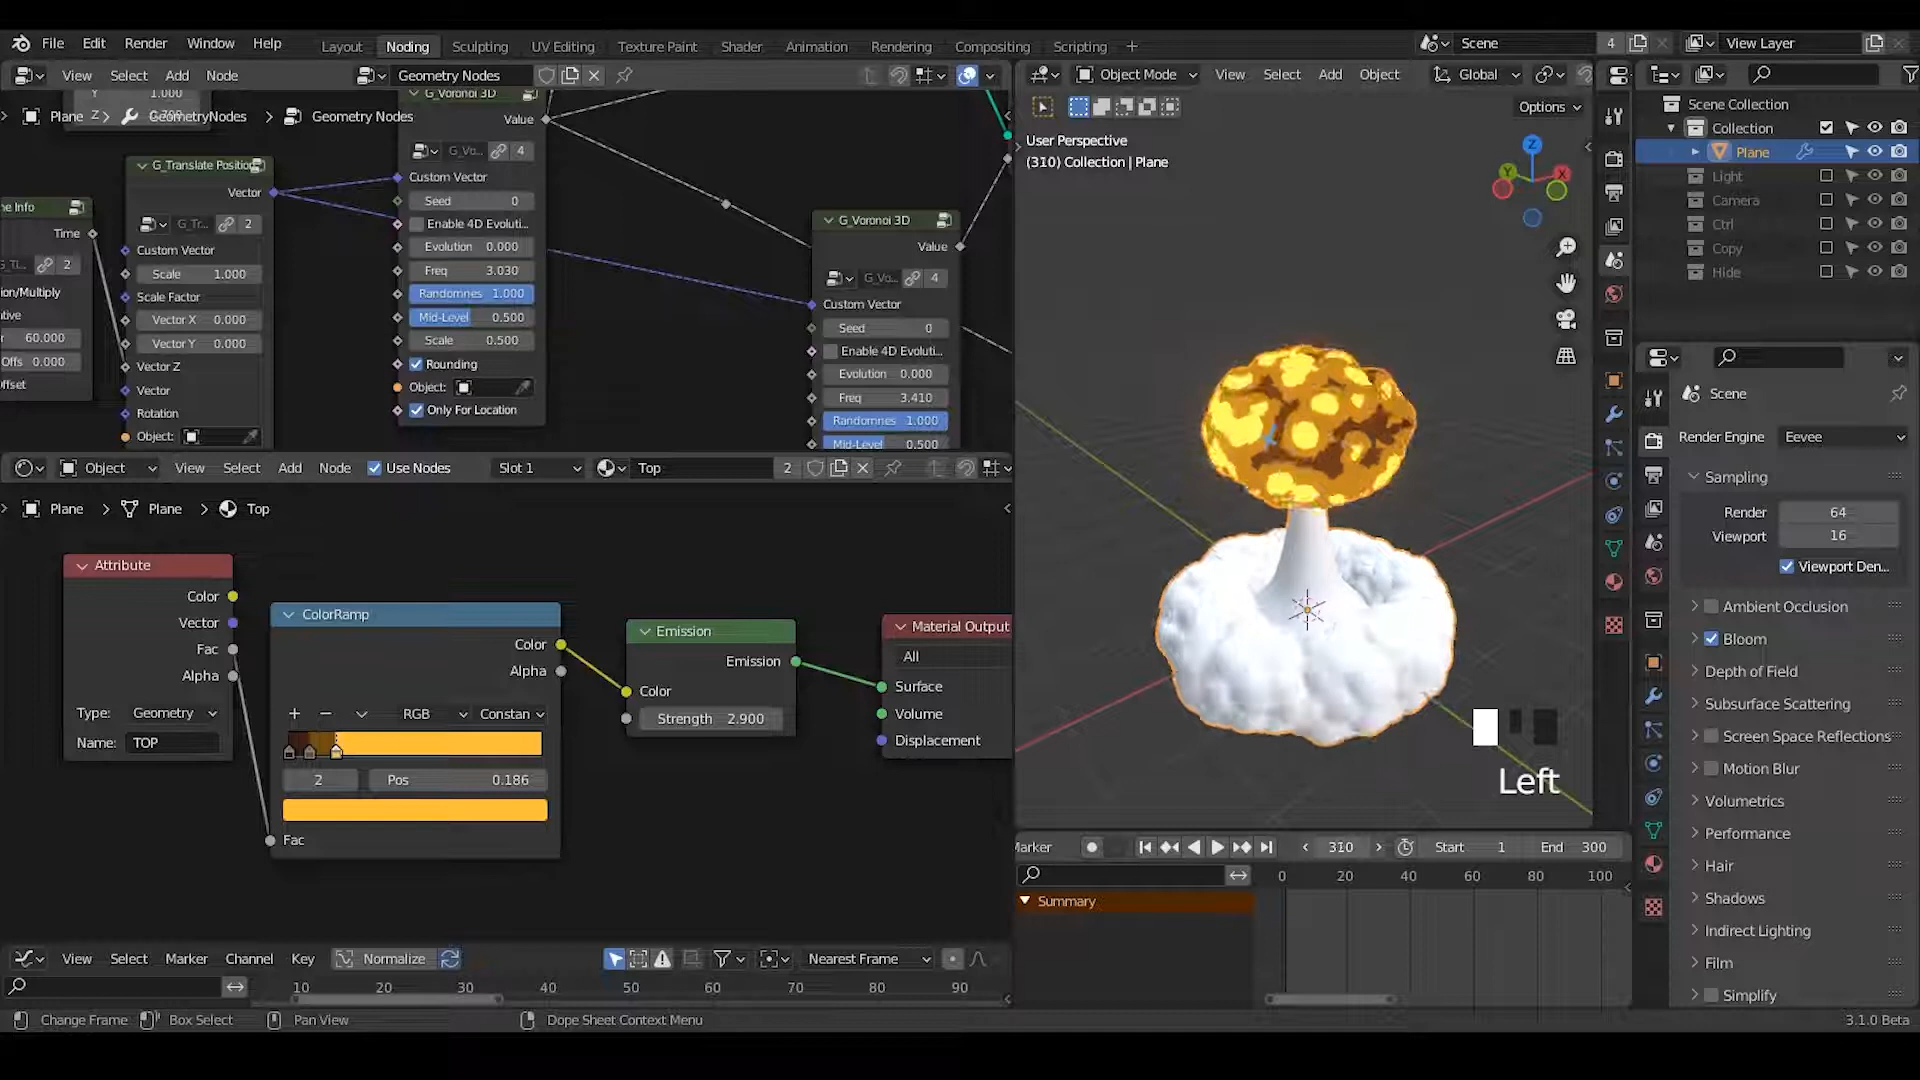 File Edit Render Window Help Layout Noding Sculpting UV Editing Texture Paint Shader Animation Rendering Compositing Scripting + Scene 4 View Layer
View Select Add Node Geometry Nodes
Object Mode View Select Add Object Global
Options
Y 1.000
Plane > GeometryNodes > Geometry Nodes
G_Translate Position
Vector
G_Tr... 2
Custom Vector
Scale 1.000
Scale Factor
Vector X 0.000
Vector Y 0.000
Vector Z
Vector
Rotation
Object:
Time
2
60.000
0.000
G_Voronoi 3D
Value
G_Vo... 4
Custom Vector
Seed 0
Enable 4D Evoluti...
Evolution 0.000
Freq 3.030
Randomnes 1.000
Mid-Level 0.500
Scale 0.500
Rounding
Object:
Only For Location
G_Voronoi 3D
Value
G_Vo... 4
Custom Vector
Seed 0
Enable 4D Evoluti...
Evolution 0.000
Freq 3.410
Randomnes 1.000
Mid-Level 0.500
User Perspective
(310) Collection | Plane
Z
Y
X
Left
Scene Collection
Collection
Plane
Light
Camera
Ctrl
Copy
Hide
Scene
Render Engine Eevee
Sampling
Render 64
Viewport 16
Viewport Den...
Ambient Occlusion
Bloom
Depth of Field
Subsurface Scattering
Screen Space Reflections
Motion Blur
Volumetrics
Performance
Hair
Shadows
Indirect Lighting
Film
Simplify
Object View Select Add Node Use Nodes Slot 1 Top 2
Plane > Plane > Top
Attribute
Color
Vector
Fac
Alpha
Type: Geometry
Name: TOP
ColorRamp
Color
Alpha
+ − RGB Constan
2 Pos 0.186
Fac
Emission
Emission
Color
Strength 2.900
Material Output
All
Surface
Volume
Displacement
Marker 310 Start 1 End 300
0 20 40 60 80 100
Summary
View Select Marker Channel Key Normalize Nearest Frame
10 20 30 40 50 60 70 80 90
Change Frame Box Select Pan View Dope Sheet Context Menu 3.1.0 Beta